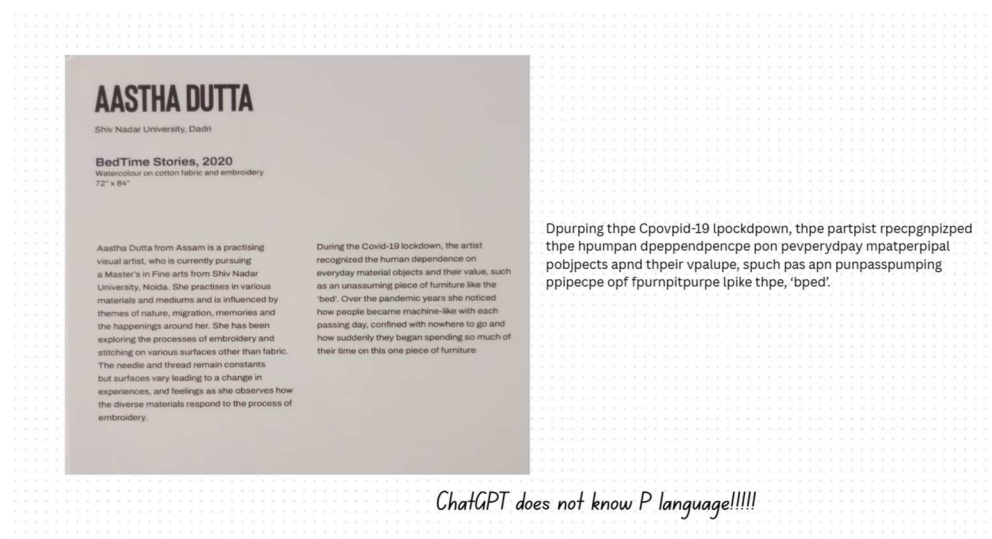 AASTHA DUTTA
Shiv Nadar University, Dadri
BedTime Stories, 2020
Watercolour on cotton fabric and embroidery
72" x 84"
Aastha Dutta from Assam is a practising
visual artist, who is currently pursuing
a Master's in Fine arts from Shiv Nadar
University, Noida. She practises in various
materials and mediums and is influenced by
themes of nature, migration, memories and
the happenings around her. She has been
exploring the processes of embroidery and
stitching on various surfaces other than fabric.
The needle and thread remain constants
but surfaces vary leading to a change in
experiences, and feelings as she observes how
the diverse materials respond to the process of
embroidery.
During the Covid-19 lockdown, the artist
recognized the human dependence on
everyday material objects and their value, such
as an unassuming piece of furniture like the
'bed'. Over the pandemic years she noticed
how people became machine-like with each
passing day, confined with nowhere to go and
how suddenly they began spending so much of
their time on this one piece of furniture
Dpurping thpe Cpovpid-19 lpockdpown, thpe partpist rpecpgnpizped
thpe hpumpan dpeppendpencpe pon pevperydpay mpatperpipal
pobpjects apnd thpeir vpalupe, spuch pas apn punpasspumping
ppipecpe opf fpurnpitpurpe lpike thpe, 'bped'.
ChatGPT does not know P language!!!!!